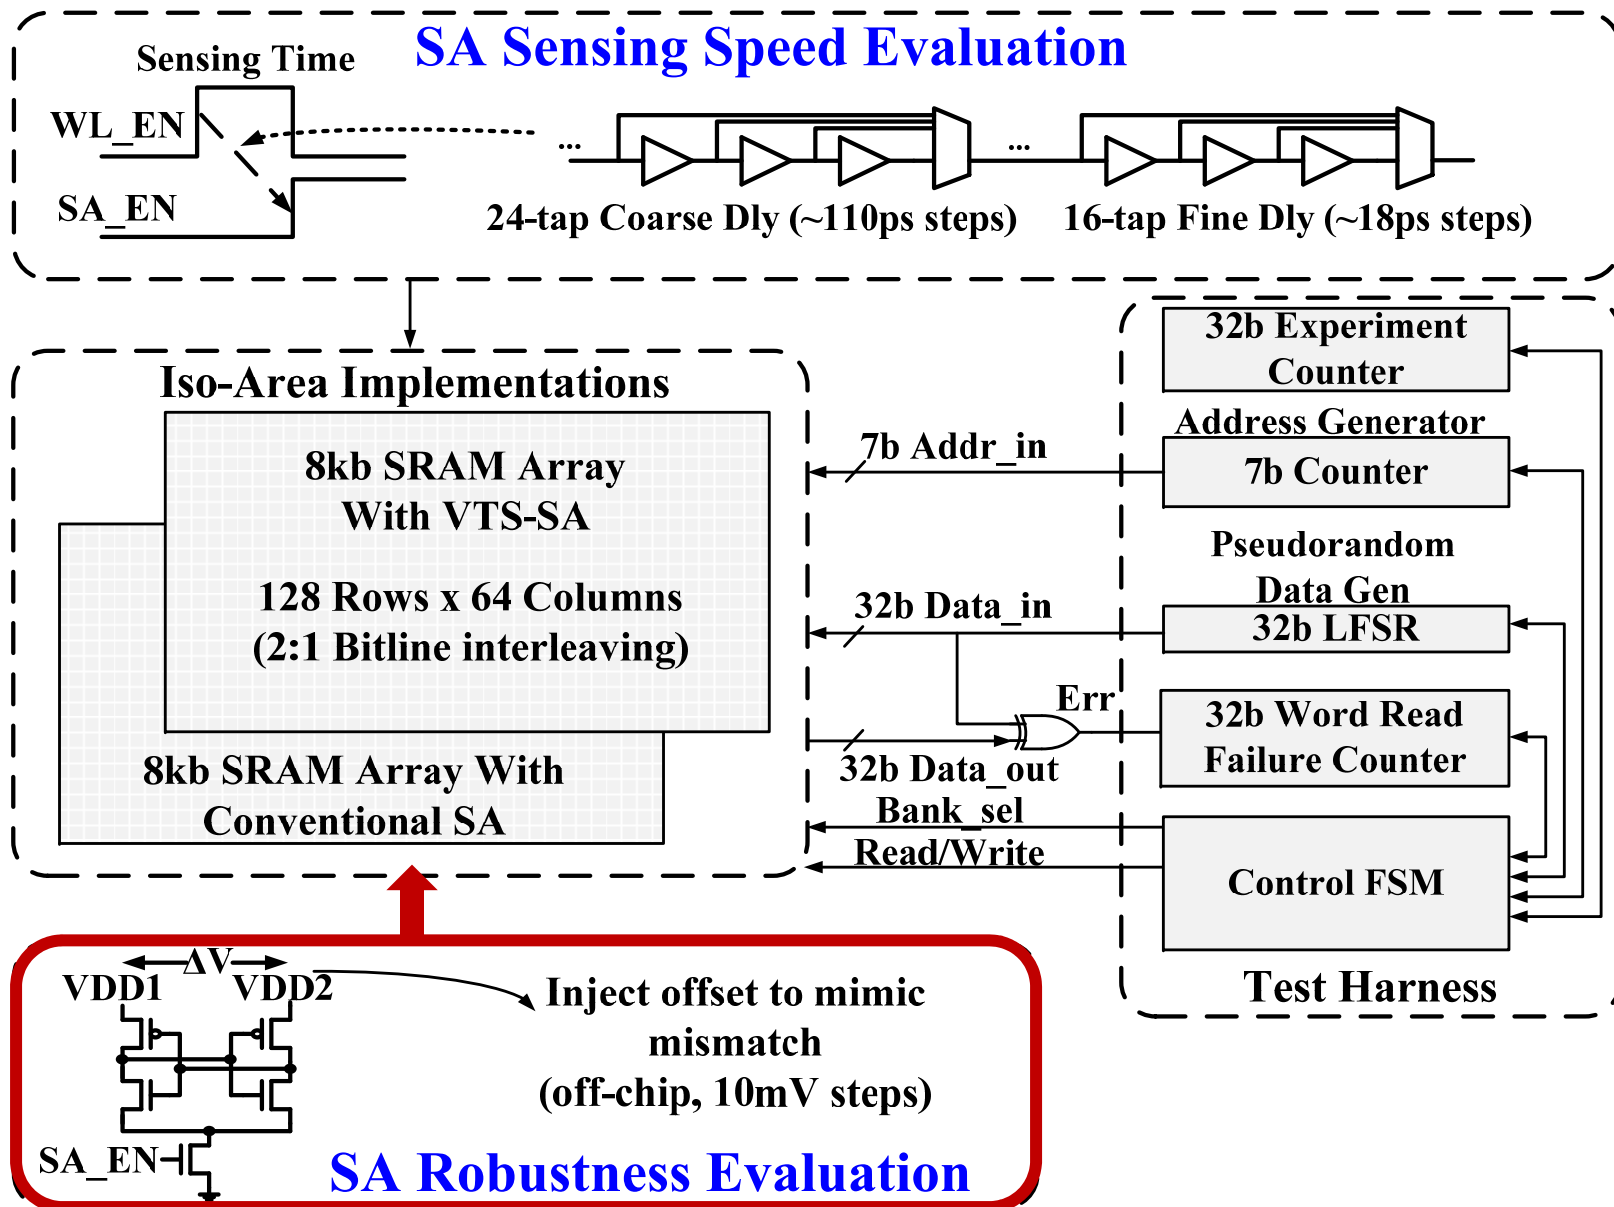 SA Sensing Speed Evaluation
Sensing Time
WL_EN
SA_EN
...
...
24-tap Coarse Dly (~110ps steps)
16-tap Fine Dly (~18ps steps)
Iso-Area Implementations
8kb SRAM Array
With VTS-SA
128 Rows x 64 Columns
(2:1 Bitline interleaving)
8kb SRAM Array With
Conventional SA
7b Addr_in
32b Data_in
Err
32b Data_out
Bank_sel
Read/Write
32b Experiment
Counter
Address Generator
7b Counter
Pseudorandom
Data Gen
32b LFSR
32b Word Read
Failure Counter
Control FSM
Test Harness
ΔV
VDD1
VDD2
Inject offset to mimic
mismatch
(off-chip, 10mV steps)
SA_EN
SA Robustness Evaluation